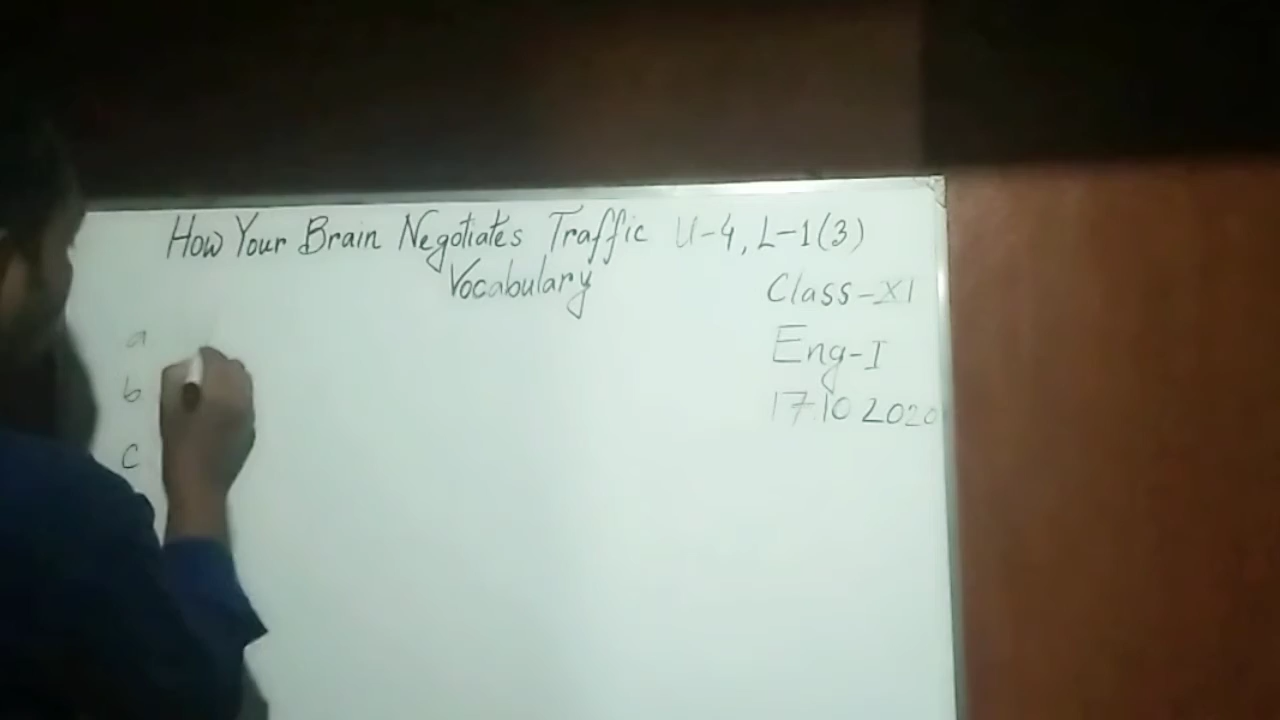 How Your Brain Negotiates Traffic U-4, L-1(3)
Vocabulary
Class-XI
Eng-I
17.10.2020
a
b
c